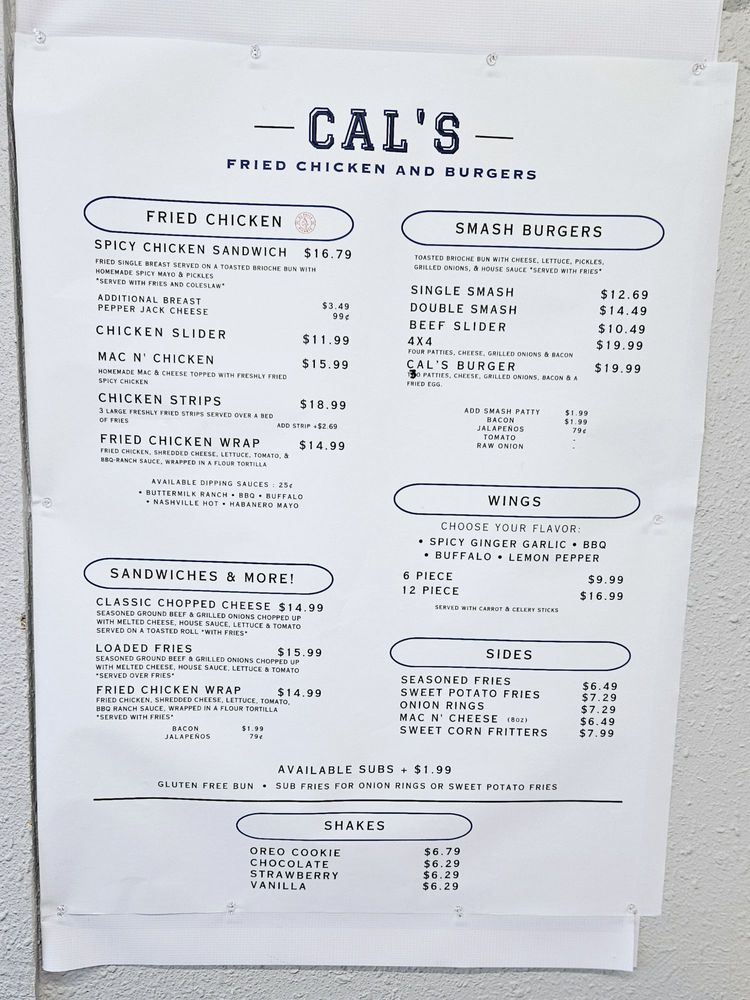 CAL'S
FRIED CHICKEN AND BURGERS
FRIED CHICKEN
SPICY CHICKEN SANDWICH $16.79
FRIED SINGLE BREAST SERVED ON A TOASTED BRIOCHE BUN WITH
HOMEMADE SPICY MAYO & PICKLES
*SERVED WITH FRIES AND COLESLAW*
ADDITIONAL BREAST $3.49
PEPPER JACK CHEESE 99¢
CHICKEN SLIDER $11.99
MAC N' CHICKEN $15.99
HOMEMADE MAC & CHEESE TOPPED WITH FRESHLY FRIED
SPICY CHICKEN
CHICKEN STRIPS $18.99
3 LARGE FRESHLY FRIED STRIPS SERVED OVER A BED
OF FRIES ADD STRIP +$2.69
FRIED CHICKEN WRAP $14.99
FRIED CHICKEN, SHREDDED CHEESE, LETTUCE, TOMATO, &
BBQ-RANCH SAUCE, WRAPPED IN A FLOUR TORTILLA
AVAILABLE DIPPING SAUCES : 25¢
• BUTTERMILK RANCH • BBQ • BUFFALO
• NASHVILLE HOT • HABANERO MAYO
SANDWICHES & MORE!
CLASSIC CHOPPED CHEESE $14.99
SEASONED GROUND BEEF & GRILLED ONIONS CHOPPED UP
WITH MELTED CHEESE, HOUSE SAUCE, LETTUCE & TOMATO
SERVED ON A TOASTED ROLL *WITH FRIES*
LOADED FRIES $15.99
SEASONED GROUND BEEF & GRILLED ONIONS CHOPPED UP
WITH MELTED CHEESE, HOUSE SAUCE, LETTUCE & TOMATO
*SERVED OVER FRIES*
FRIED CHICKEN WRAP $14.99
FRIED CHICKEN, SHREDDED CHEESE, LETTUCE, TOMATO,
BBQ RANCH SAUCE, WRAPPED IN A FLOUR TORTILLA
*SERVED WITH FRIES*
BACON $1.99
JALAPEÑOS 79¢
SMASH BURGERS
TOASTED BRIOCHE BUN WITH CHEESE, LETTUCE, PICKLES,
GRILLED ONIONS, & HOUSE SAUCE *SERVED WITH FRIES*
SINGLE SMASH $12.69
DOUBLE SMASH $14.49
BEEF SLIDER $10.49
4X4 $19.99
FOUR PATTIES, CHEESE, GRILLED ONIONS & BACON
CAL'S BURGER $19.99
3 PATTIES, CHEESE, GRILLED ONIONS, BACON & A
FRIED EGG.
ADD SMASH PATTY $1.99
BACON $1.99
JALAPEÑOS 79¢
TOMATO -
RAW ONION -
WINGS
CHOOSE YOUR FLAVOR:
• SPICY GINGER GARLIC • BBQ
• BUFFALO • LEMON PEPPER
6 PIECE $9.99
12 PIECE $16.99
SERVED WITH CARROT & CELERY STICKS
SIDES
SEASONED FRIES $6.49
SWEET POTATO FRIES $7.29
ONION RINGS $7.29
MAC N' CHEESE (8OZ) $6.49
SWEET CORN FRITTERS $7.99
AVAILABLE SUBS + $1.99
GLUTEN FREE BUN • SUB FRIES FOR ONION RINGS OR SWEET POTATO FRIES
SHAKES
OREO COOKIE $6.79
CHOCOLATE $6.29
STRAWBERRY $6.29
VANILLA $6.29